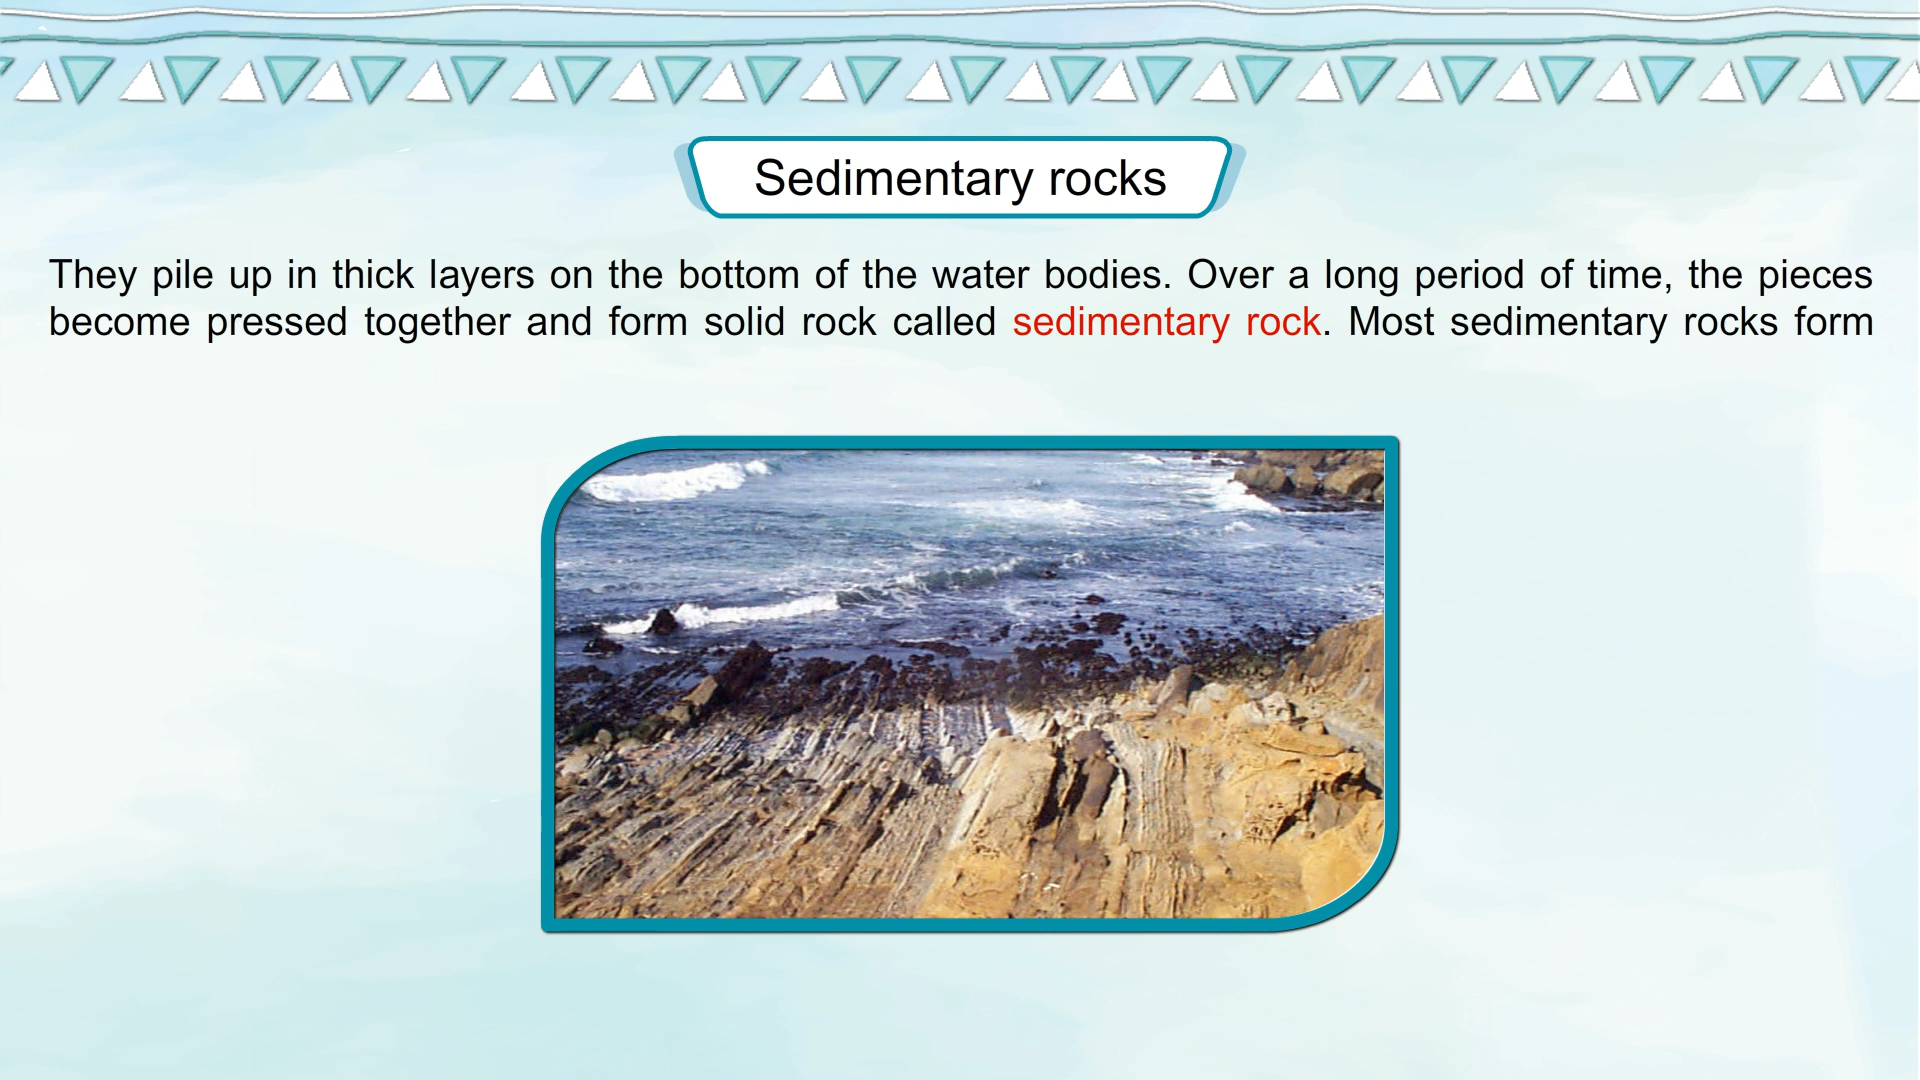 Sedimentary rocks
They pile up in thick layers on the bottom of the water bodies. Over a long period of time, the pieces
become pressed together and form solid rock called sedimentary rock. Most sedimentary rocks form